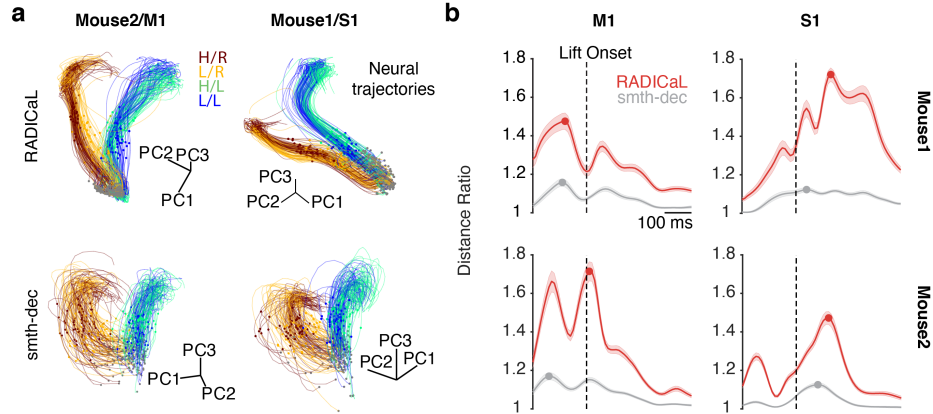 a
Mouse2/M1
Mouse1/S1
RADICaL
H/R
L/R
H/L
L/L
Neural
trajectories
PC2
PC3
PC1
PC3
PC2
PC1
smth-dec
PC3
PC1
PC2
PC3
PC2
PC1
b
M1
S1
Lift Onset
RADICaL
smth-dec
Distance Ratio
1.8
1.6
1.4
1.2
1
100 ms
1.8
1.6
1.4
1.2
1
Mouse1
1.8
1.6
1.4
1.2
1
1.8
1.6
1.4
1.2
1
Mouse2